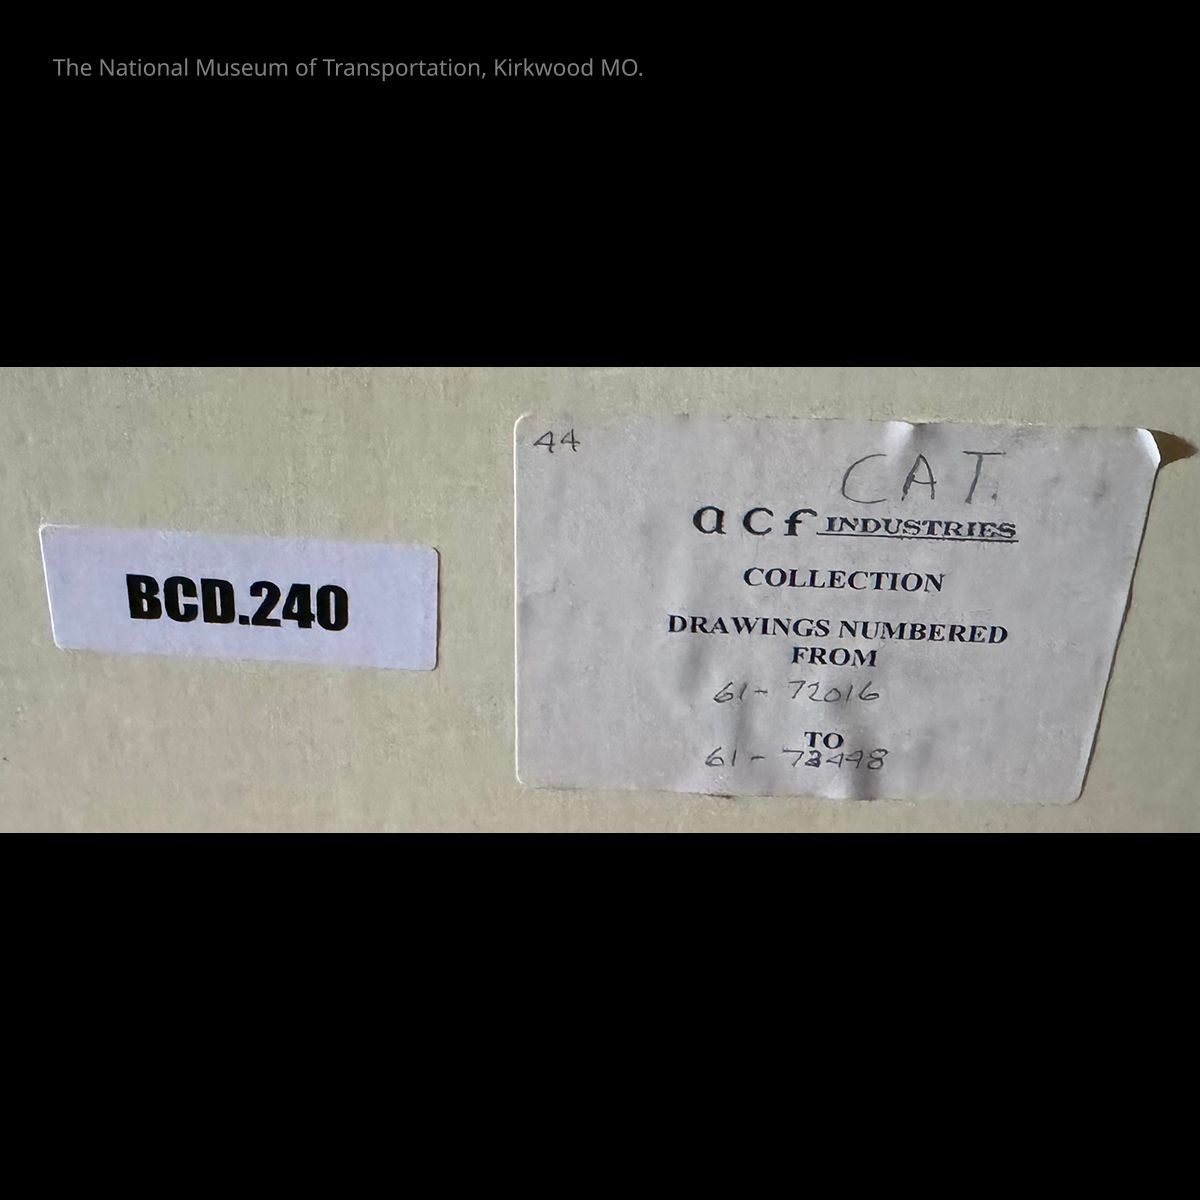 The National Museum of Transportation, Kirkwood MO.
BCD.240
44
CAT.
acf INDUSTRIES
COLLECTION
DRAWINGS NUMBERED
FROM
61- 72016
TO
61-